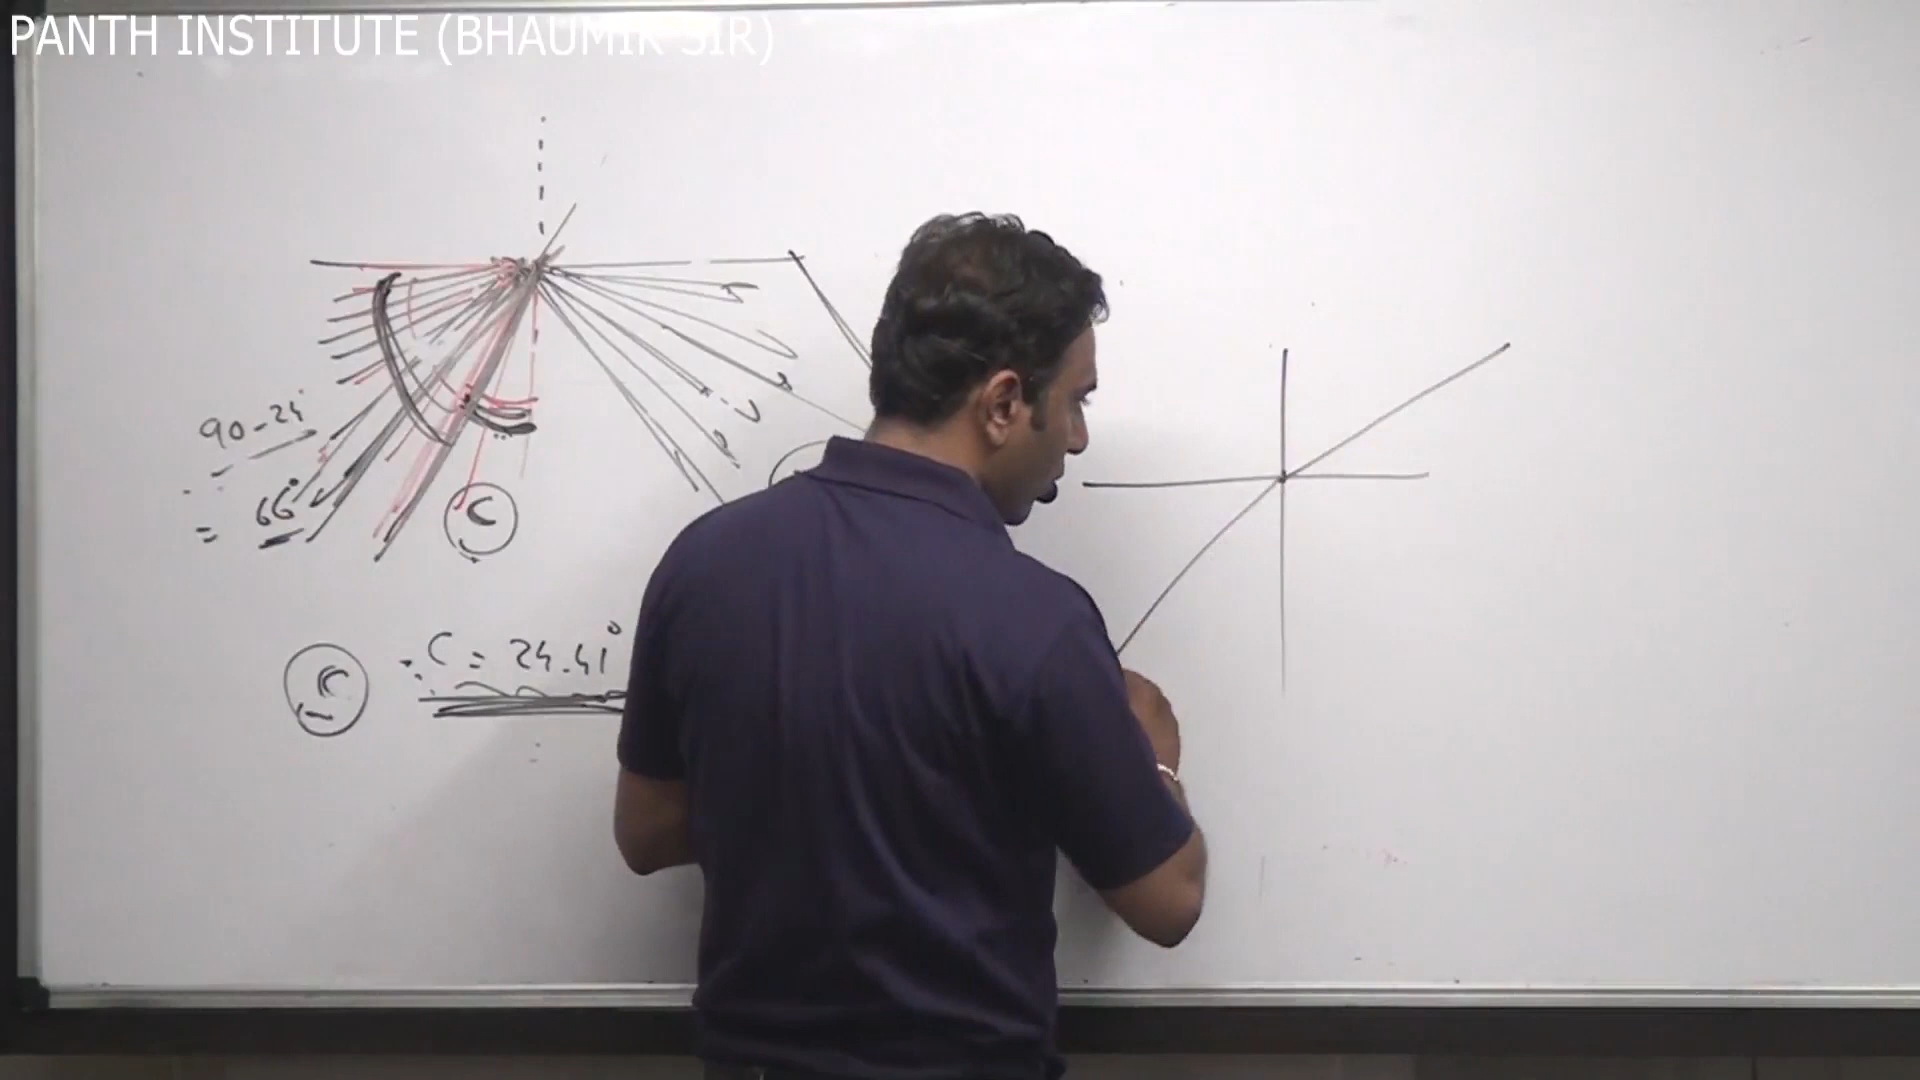 PANTH INSTITUTE (BHAUMIK SIR)
90-24°
= 66°
C
C
∴ C = 24.41°